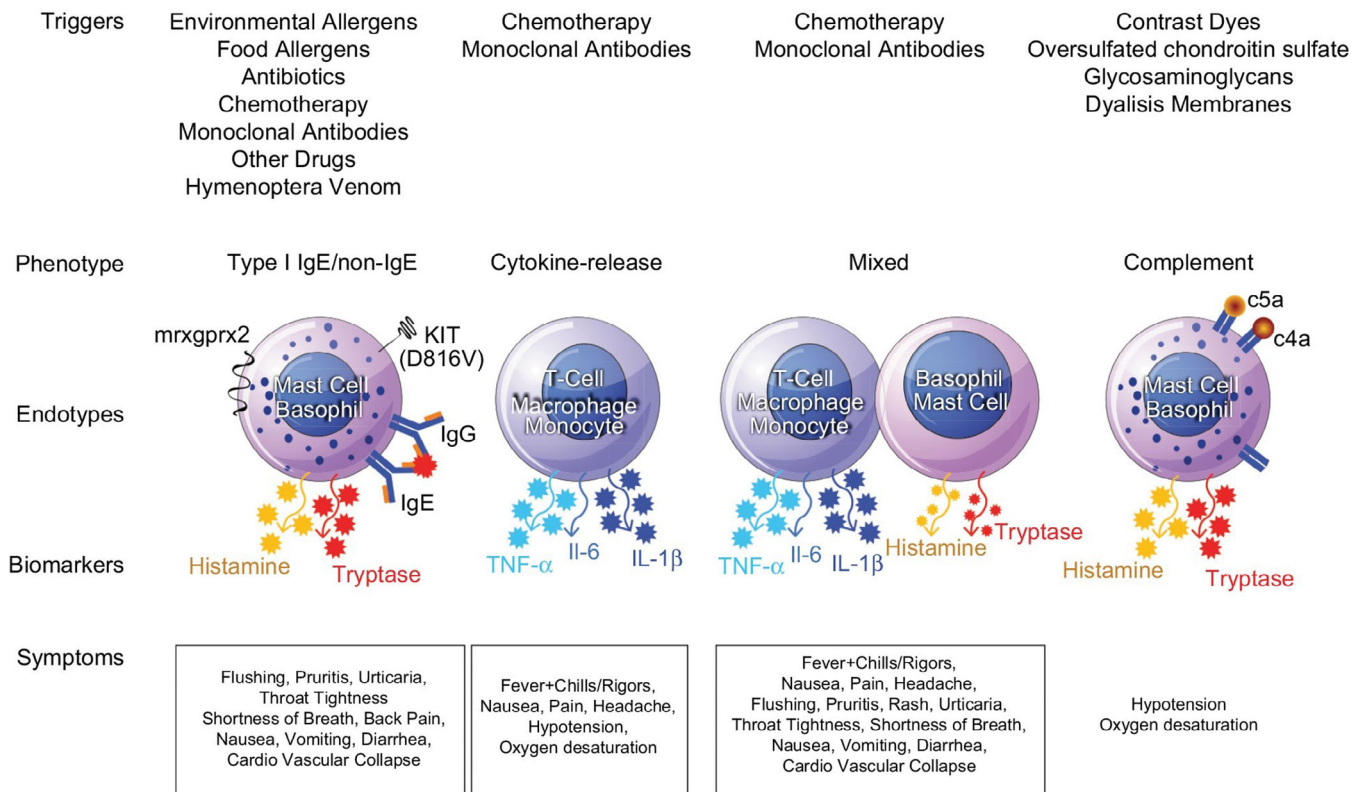 Triggers
Environmental Allergens
Food Allergens
Antibiotics
Chemotherapy
Monoclonal Antibodies
Other Drugs
Hymenoptera Venom
Chemotherapy
Monoclonal Antibodies
Chemotherapy
Monoclonal Antibodies
Contrast Dyes
Oversulfated chondroitin sulfate
Glycosaminoglycans
Dyalisis Membranes
Phenotype
Type I IgE/non-IgE
Cytokine-release
Mixed
Complement
Endotypes
mrxgprx2
KIT
(D816V)
Mast Cell
Basophil
IgG
IgE
T-Cell
Macrophage
Monocyte
T-Cell
Macrophage
Monocyte
Basophil
Mast Cell
c5a
c4a
Mast Cell
Basophil
Biomarkers
Histamine
Tryptase
TNF-α
Il-6
IL-1β
TNF-α
Il-6
IL-1β
Histamine
Tryptase
Histamine
Tryptase
Symptoms
Flushing, Pruritis, Urticaria,
Throat Tightness
Shortness of Breath, Back Pain,
Nausea, Vomiting, Diarrhea,
Cardio Vascular Collapse
Fever+Chills/Rigors,
Nausea, Pain, Headache,
Hypotension,
Oxygen desaturation
Fever+Chills/Rigors,
Nausea, Pain, Headache,
Flushing, Pruritis, Rash, Urticaria,
Throat Tightness, Shortness of Breath,
Nausea, Vomiting, Diarrhea,
Cardio Vascular Collapse
Hypotension
Oxygen desaturation